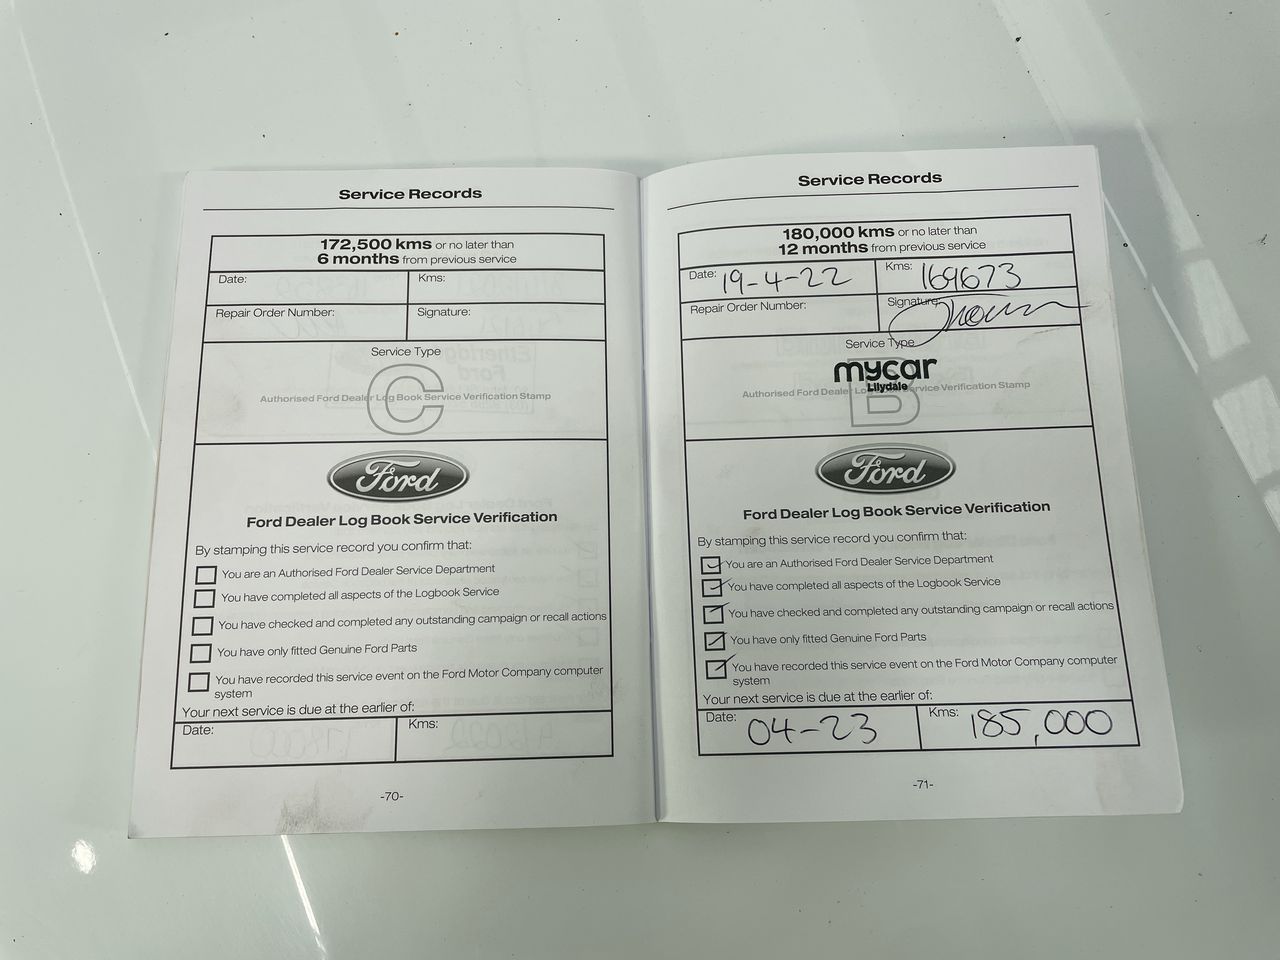 Service Records
172,500 kms or no later than
6 months from previous service
Date:
Kms:
Repair Order Number:
Signature:
Service Type
C
Authorised Ford Dealer Log Book Service Verification Stamp
Ford
Ford Dealer Log Book Service Verification
By stamping this service record you confirm that:
You are an Authorised Ford Dealer Service Department
You have completed all aspects of the Logbook Service
You have checked and completed any outstanding campaign or recall actions
You have only fitted Genuine Ford Parts
You have recorded this service event on the Ford Motor Company computer
system
Your next service is due at the earlier of:
Date:
Kms:
-70-
Service Records
180,000 kms or no later than
12 months from previous service
Date: 19-4-22
Kms: 169673
Repair Order Number:
Signature:
Service Type
mycar
Lilydale
B
Authorised Ford Dealer Log Book Service Verification Stamp
Ford
Ford Dealer Log Book Service Verification
By stamping this service record you confirm that:
You are an Authorised Ford Dealer Service Department
You have completed all aspects of the Logbook Service
You have checked and completed any outstanding campaign or recall actions
You have only fitted Genuine Ford Parts
You have recorded this service event on the Ford Motor Company computer
system
Your next service is due at the earlier of:
Date: 04-23
Kms: 185,000
-71-